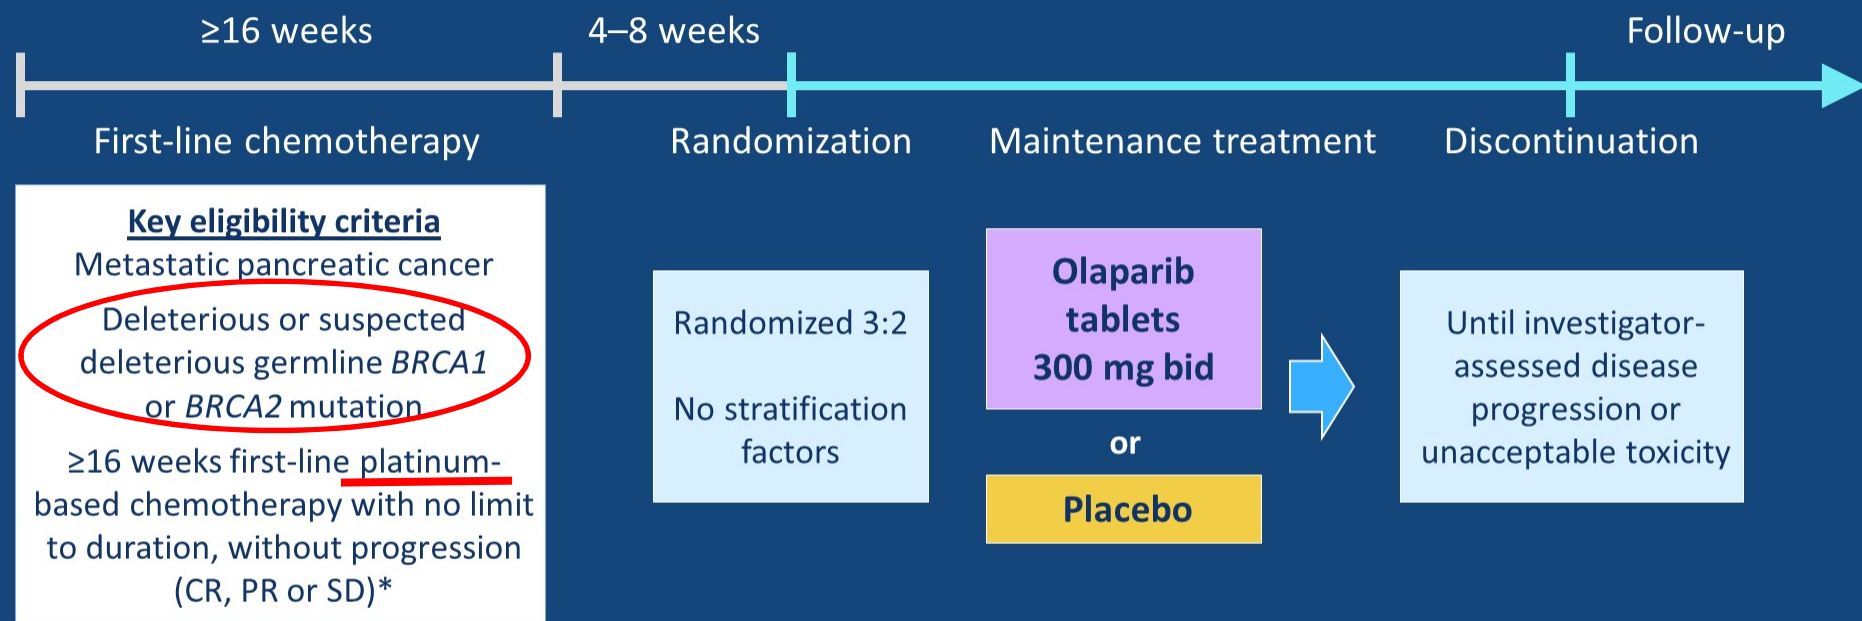 ≥16 weeks
4–8 weeks
Follow-up
First-line chemotherapy
Randomization
Maintenance treatment
Discontinuation
Key eligibility criteria
Metastatic pancreatic cancer
Deleterious or suspected
deleterious germline BRCA1
or BRCA2 mutation
≥16 weeks first-line platinum-
based chemotherapy with no limit
to duration, without progression
(CR, PR or SD)*
Randomized 3:2
No stratification
factors
Olaparib
tablets
300 mg bid
or
Placebo
Until investigator-
assessed disease
progression or
unacceptable toxicity